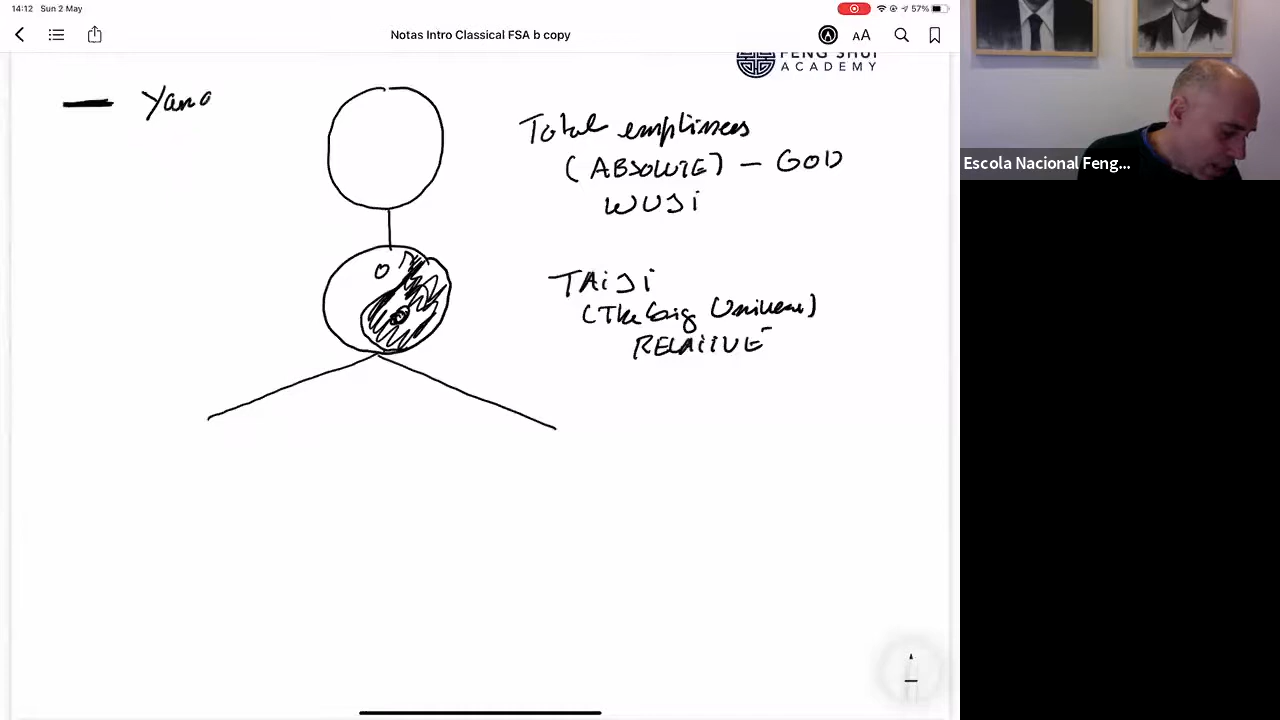 14:12 Sun 2 May
57%
Notas Intro Classical FSA b copy
AA
FENG SHUI
ACADEMY
Yang
Total emptiness
(ABSOLUTE) – GOD
WUJi
TAiJi
(The big Universe)
RELATIVE
Escola Nacional Feng...